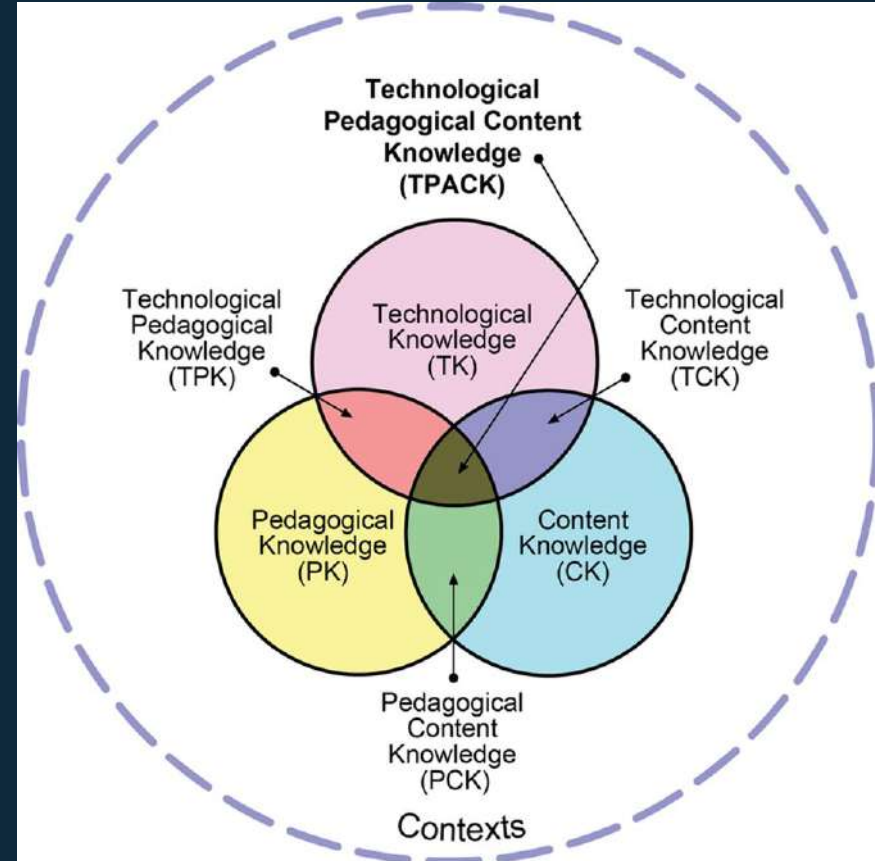 Technological
Pedagogical Content
Knowledge
(TPACK)
Technological
Pedagogical
Knowledge
(TPK)
Technological
Knowledge
(TK)
Technological
Content
Knowledge
(TCK)
Pedagogical
Knowledge
(PK)
Content
Knowledge
(CK)
Pedagogical
Content
Knowledge
(PCK)
Contexts